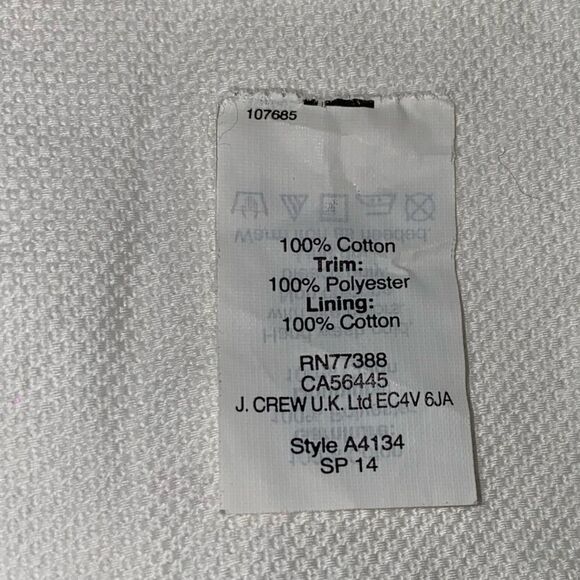 107685
100% Cotton
Trim:
100% Polyester
Lining:
100% Cotton
RN77388
CA56445
J. CREW U.K. Ltd EC4V 6JA
Style A4134
SP 14